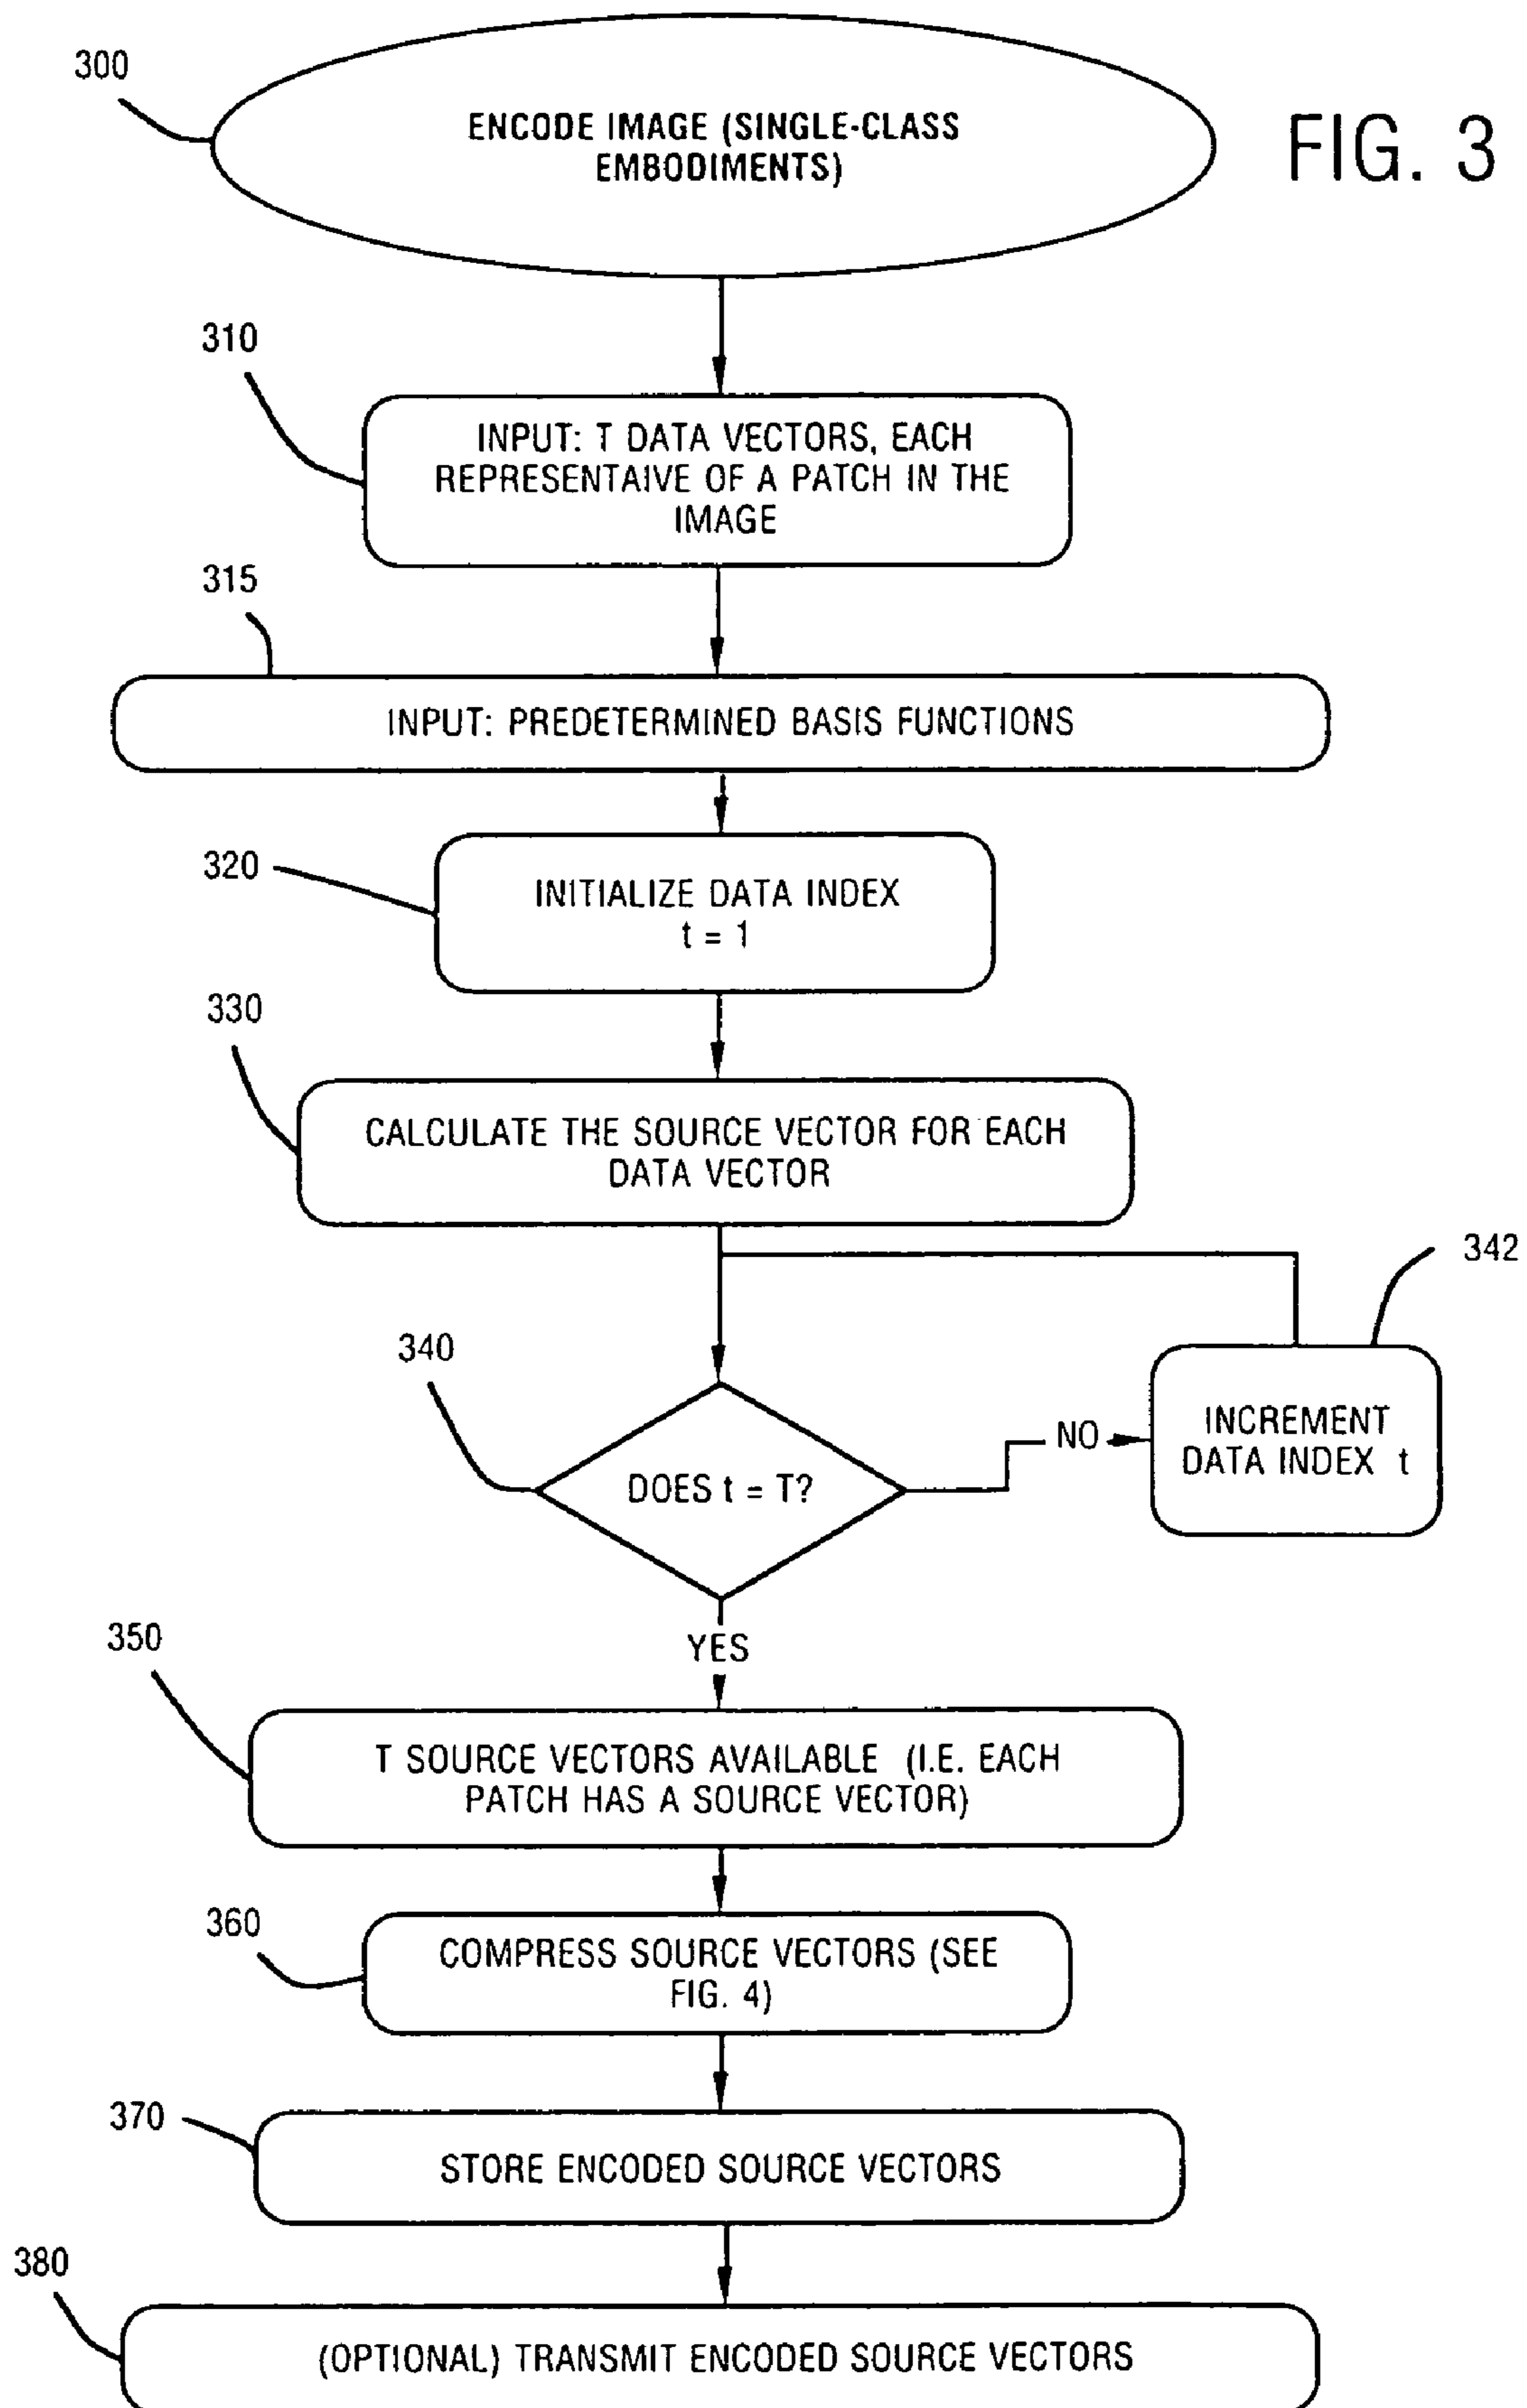 300
ENCODE IMAGE (SINGLE-CLASS
EMBODIMENTS)
FIG. 3
310
INPUT: T DATA VECTORS, EACH
REPRESENTAIVE OF A PATCH IN THE
IMAGE
315
INPUT: PREDETERMINED BASIS FUNCTIONS
320
INITIALIZE DATA INDEX
t = 1
330
CALCULATE THE SOURCE VECTOR FOR EACH
DATA VECTOR
342
340
DOES t = T?
NO
INCREMENT
DATA INDEX t
YES
350
T SOURCE VECTORS AVAILABLE (I.E. EACH
PATCH HAS A SOURCE VECTOR)
360
COMPRESS SOURCE VECTORS (SEE
FIG. 4)
370
STORE ENCODED SOURCE VECTORS
380
(OPTIONAL) TRANSMIT ENCODED SOURCE VECTORS